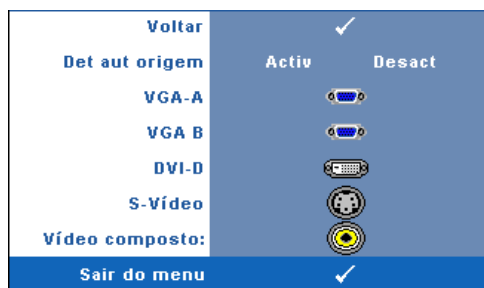 Voltar
Det aut origem Activ Desact
VGA-A
VGA B
DVI-D
S-Vídeo
Vídeo composto:
Sair do menu